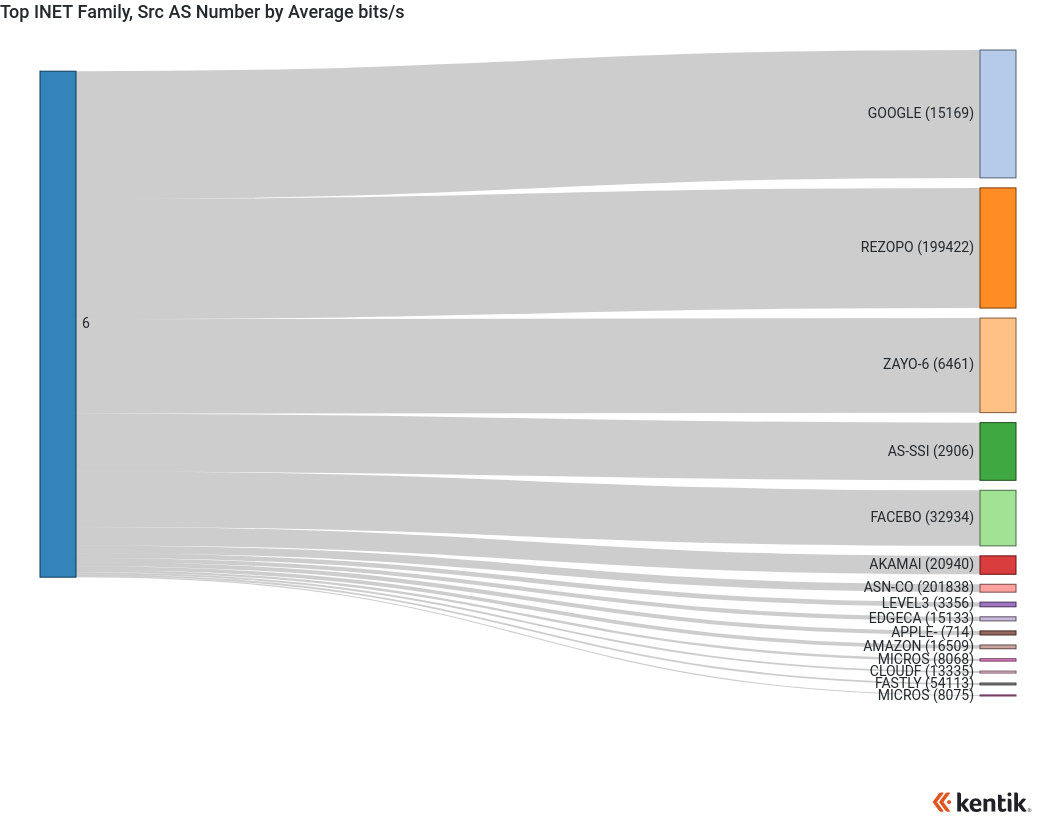 Top INET Family, Src AS Number by Average bits/s
GOOGLE (15169)
REZOPO (199422)
6
ZAYO-6 (6461)
AS-SSI (2906)
FACEBO (32934)
AKAMAI (20940)
ASN-CO (201838)
LEVEL3 (3356)
EDGECA (15133)
APPLE- (714)
AMAZON (16509)
MICROS (8068)
CLOUDF (13335)
FASTLY (54113)
MICROS (8075)
kentik.